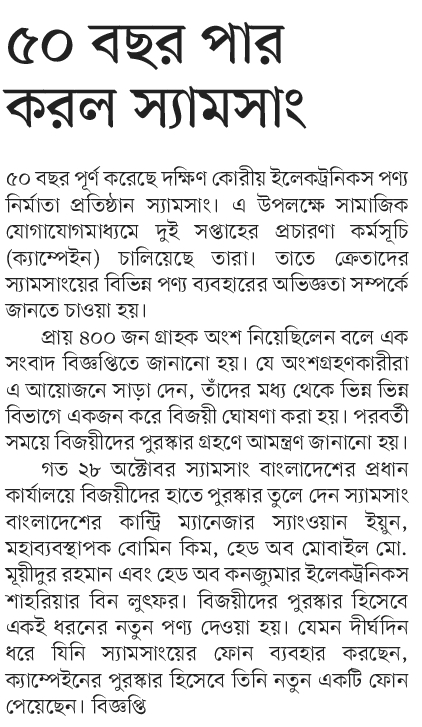 ৫০ বছর পার
করল স্যামসাং
৫০ বছর পূর্ণ করেছে দক্ষিণ কোরীয় ইলেকট্রনিকস পণ্য
নির্মাতা প্রতিষ্ঠান স্যামসাং। এ উপলক্ষে সামাজিক
যোগাযোগমাধ্যমে দুই সপ্তাহের প্রচারণা কর্মসূচি
(ক্যাম্পেইন) চালিয়েছে তারা। তাতে ক্রেতাদের
স্যামসাংয়ের বিভিন্ন পণ্য ব্যবহারের অভিজ্ঞতা সম্পর্কে
জানতে চাওয়া হয়।
প্রায় ৪০০ জন গ্রাহক অংশ নিয়েছিলেন বলে এক
সংবাদ বিজ্ঞপ্তিতে জানানো হয়। যে অংশগ্রহণকারীরা
এ আয়োজনে সাড়া দেন, তাঁদের মধ্য থেকে ভিন্ন ভিন্ন
বিভাগে একজন করে বিজয়ী ঘোষণা করা হয়। পরবর্তী
সময়ে বিজয়ীদের পুরস্কার গ্রহণে আমন্ত্রণ জানানো হয়।
গত ২৮ অক্টোবর স্যামসাং বাংলাদেশের প্রধান
কার্যালয়ে বিজয়ীদের হাতে পুরস্কার তুলে দেন স্যামসাং
বাংলাদেশের কান্ট্রি ম্যানেজার স্যাংওয়ান ইয়ুন,
মহাব্যবস্থাপক বোমিন কিম, হেড অব মোবাইল মো.
মূয়ীদুর রহমান এবং হেড অব কনজ্যুমার ইলেকট্রনিকস
শাহরিয়ার বিন লুৎফর। বিজয়ীদের পুরস্কার হিসেবে
একই ধরনের নতুন পণ্য দেওয়া হয়। যেমন দীর্ঘদিন
ধরে যিনি স্যামসাংয়ের ফোন ব্যবহার করছেন,
ক্যাম্পেইনের পুরস্কার হিসেবে তিনি নতুন একটি ফোন
পেয়েছেন। বিজ্ঞপ্তি